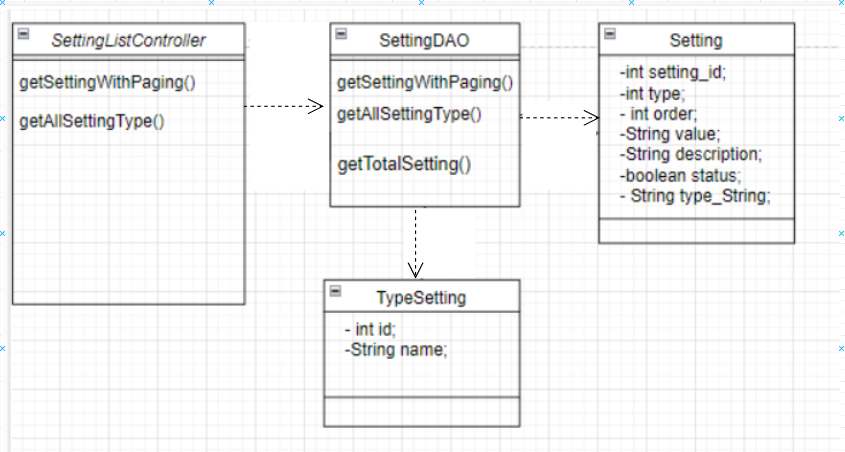 SettingListController
getSettingWithPaging()
getAllSettingType()
SettingDAO
getSettingWithPaging()
getAllSettingType()
getTotalSetting()
Setting
-int setting_id;
-int type;
- int order;
-String value;
-String description;
-boolean status;
- String type_String;
TypeSetting
- int id;
-String name;